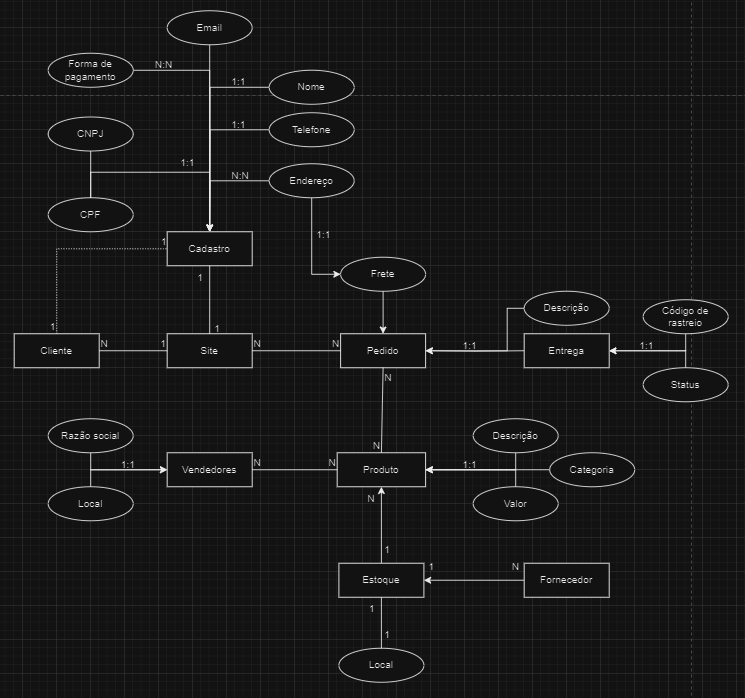 Email
Forma de
pagamento
N:N
1:1
Nome
CNPJ
1:1
Telefone
1:1
N:N
Endereço
CPF
1:1
1
Cadastro
1
Frete
Descrição
Código de
rastreio
1
1
Cliente
N
1
Site
N
N
Pedido
1:1
Entrega
1:1
Status
N
Razão social
Descrição
N
1:1
Vendedores
N
N
Produto
1:1
Categoria
Local
Valor
N
1
Estoque
1
N
Fornecedor
1
1
Local